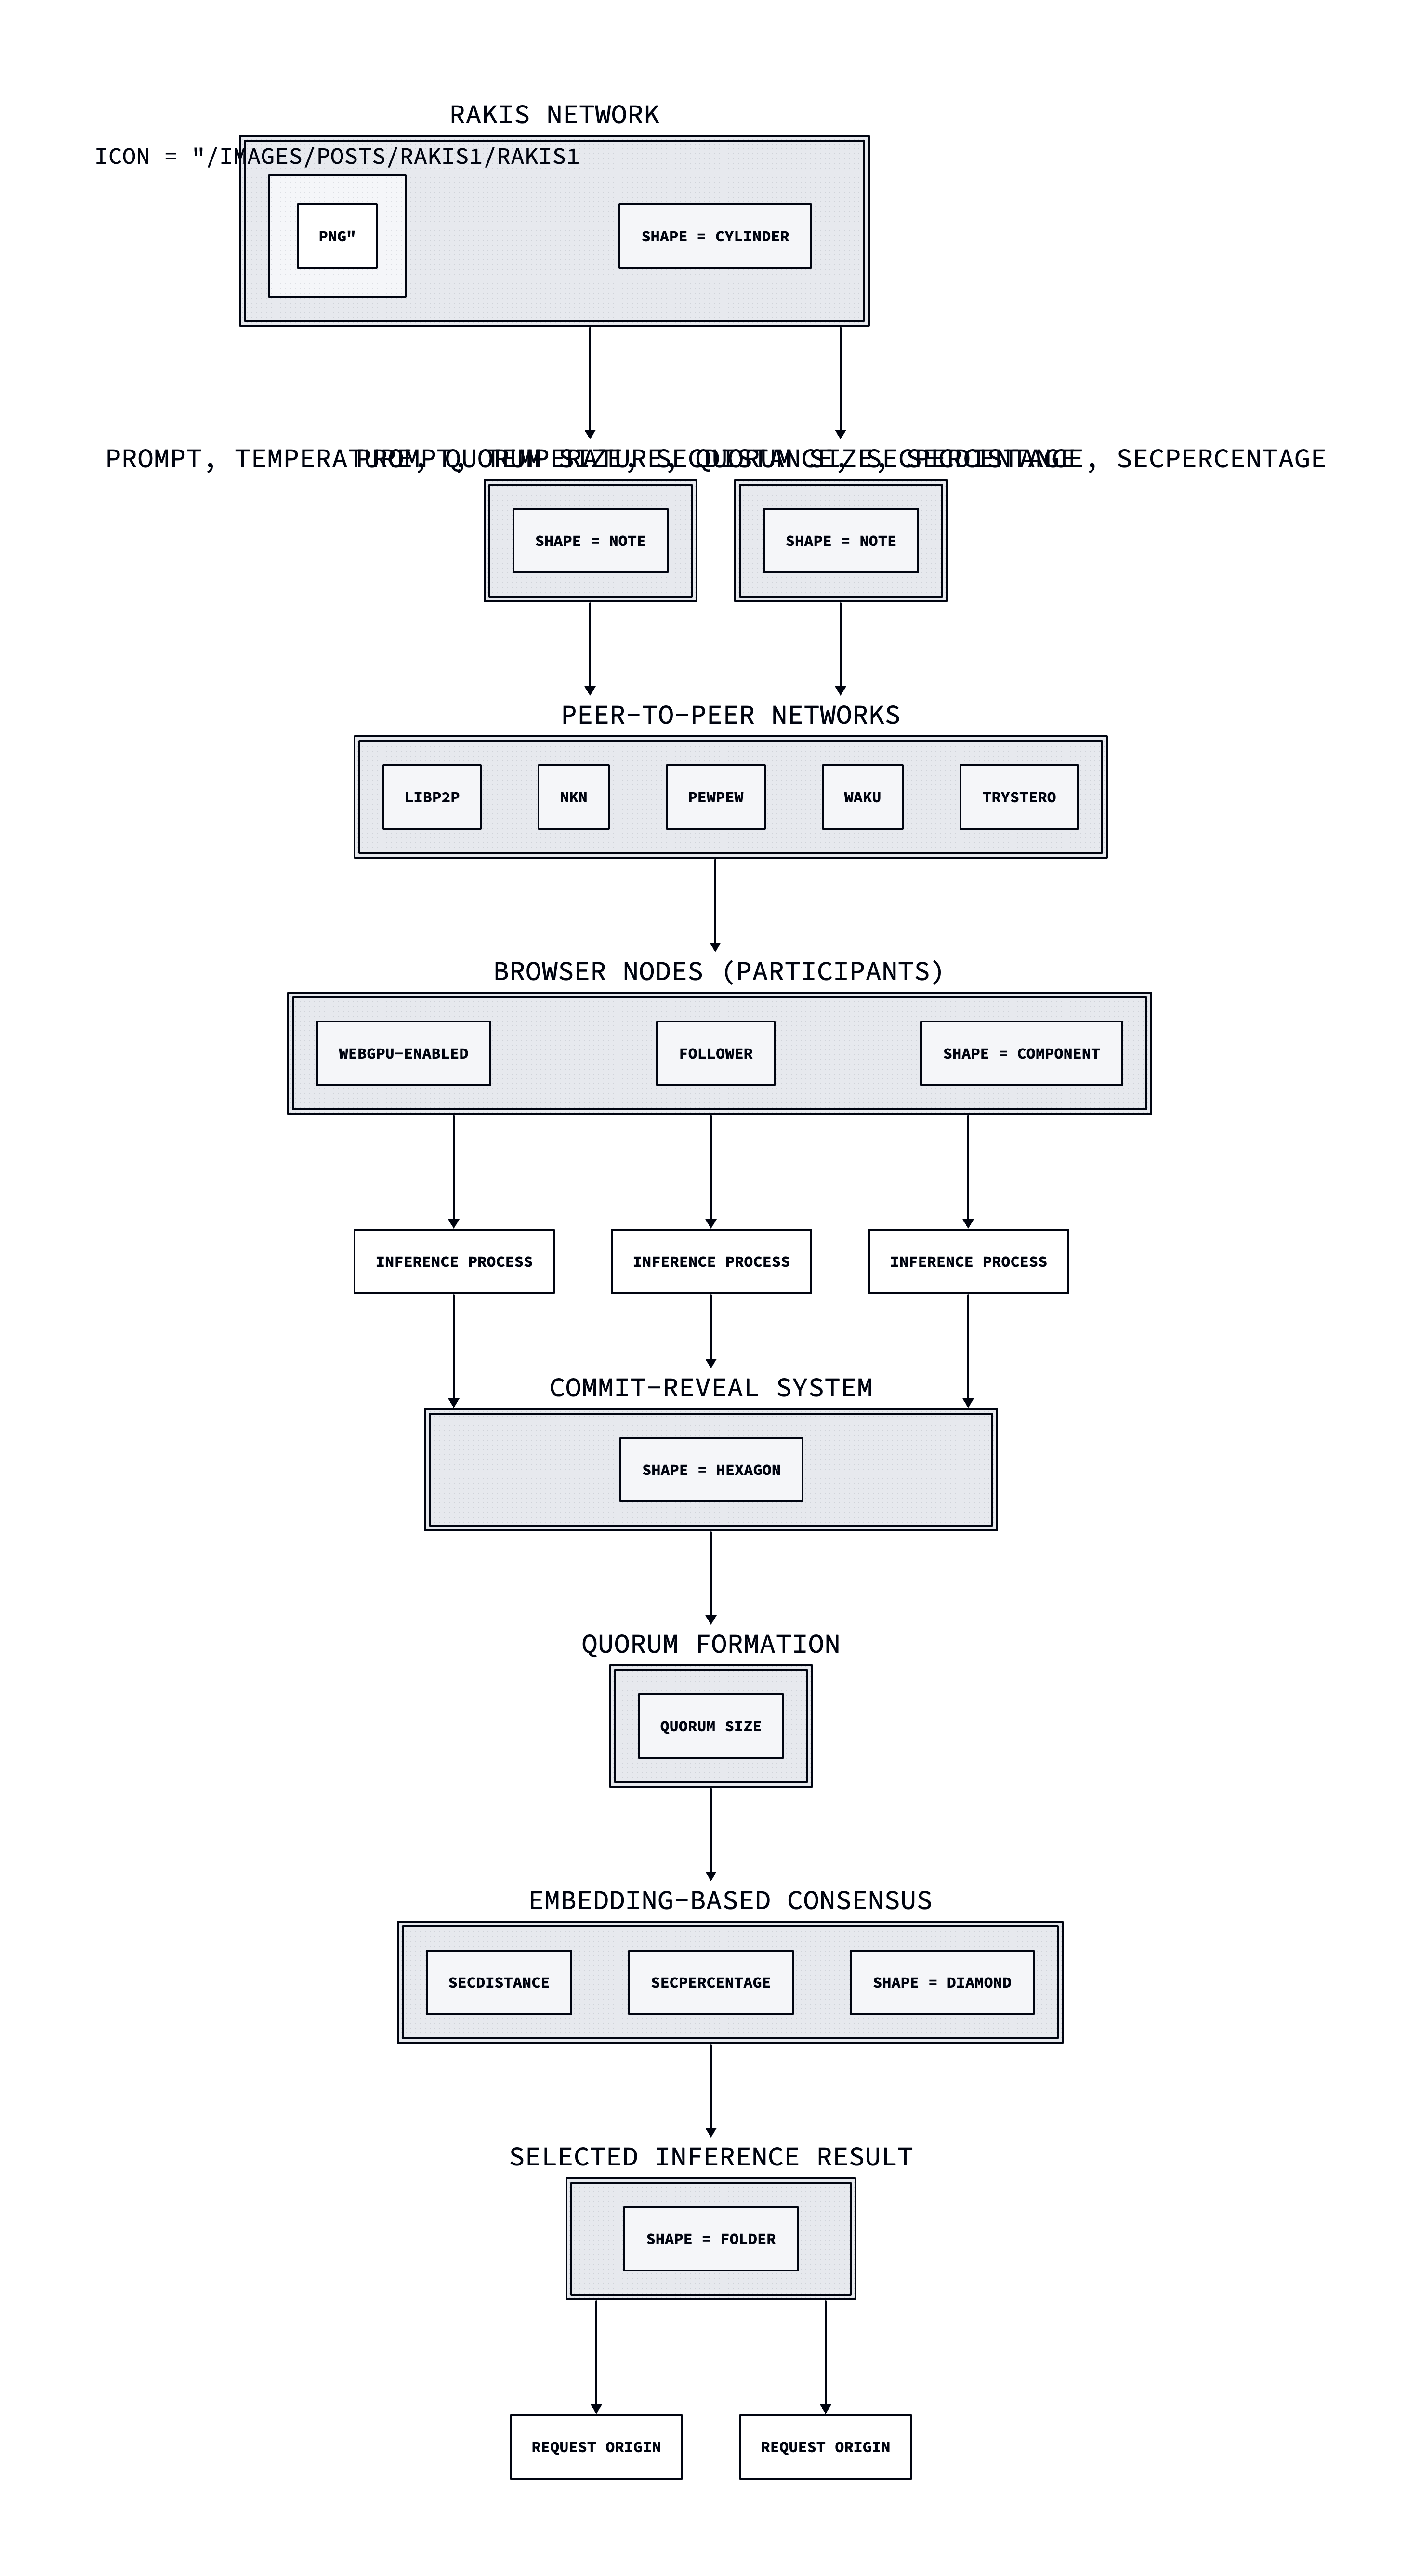 RAKIS NETWORK
ICON = "/IMAGES/POSTS/RAKIS1/RAKIS1
PNG"
SHAPE = CYLINDER
PROMPT, TEMPERATURE, QUORUM SIZE, SECDISTANCE, SECPERCENTAGE
PROMPT, TEMPERATURE, QUORUM SIZE, SECDISTANCE, SECPERCENTAGE
SHAPE = NOTE
SHAPE = NOTE
PEER-TO-PEER NETWORKS
LIBP2P
NKN
PEWPEW
WAKU
TRYSTERO
BROWSER NODES (PARTICIPANTS)
WEBGPU-ENABLED
FOLLOWER
SHAPE = COMPONENT
INFERENCE PROCESS
INFERENCE PROCESS
INFERENCE PROCESS
COMMIT-REVEAL SYSTEM
SHAPE = HEXAGON
QUORUM FORMATION
QUORUM SIZE
EMBEDDING-BASED CONSENSUS
SECDISTANCE
SECPERCENTAGE
SHAPE = DIAMOND
SELECTED INFERENCE RESULT
SHAPE = FOLDER
REQUEST ORIGIN
REQUEST ORIGIN